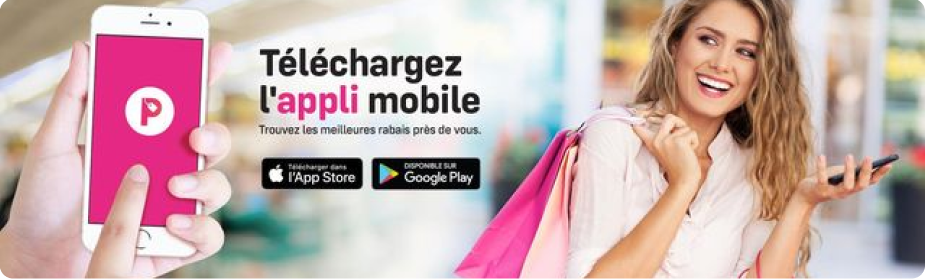 P
Téléchargez
l'appli mobile
Trouvez les meilleures rabais près de vous.
Télécharger dans
l'App Store
DISPONIBLE SUR
Google Play